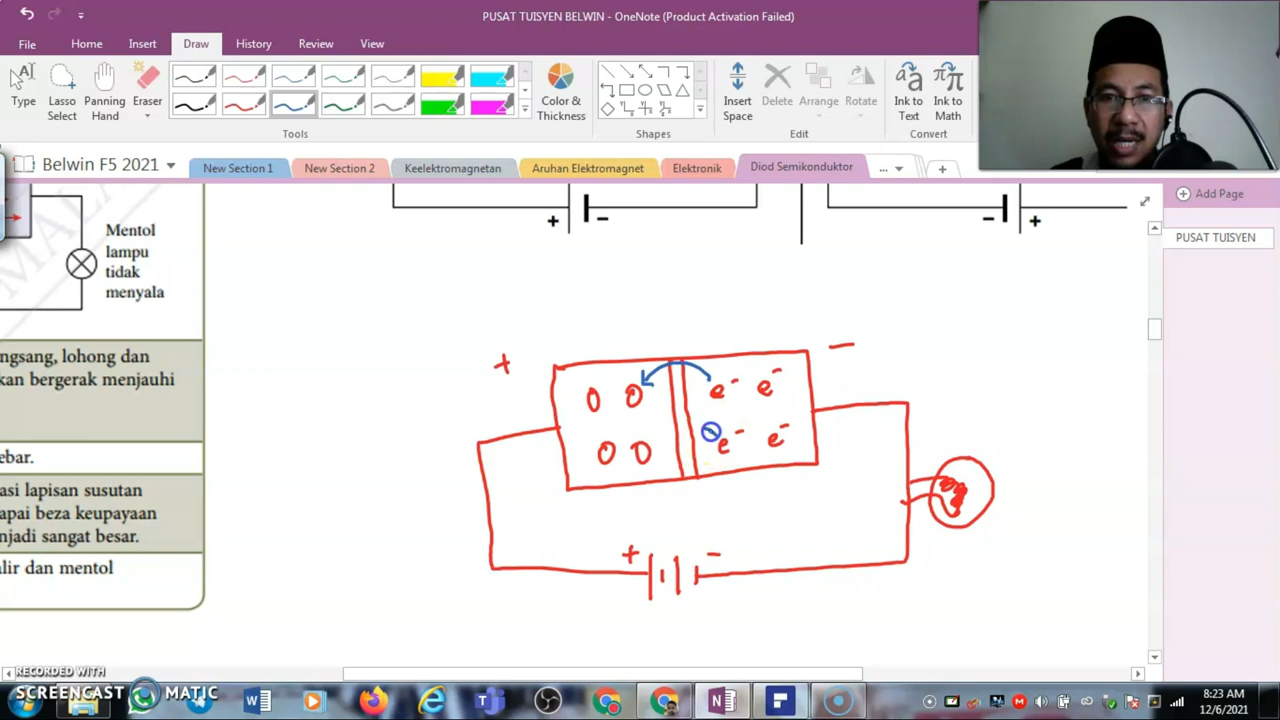 PUSAT TUISYEN BELWIN - OneNote (Product Activation Failed)
File Home Insert Draw History Review View
Type
Lasso Select
Panning Hand
Eraser
Color & Thickness
Insert Space
Delete
Arrange
Rotate
Ink to Text
Ink to Math
Tools
Shapes
Edit
Convert
Belwin F5 2021
New Section 1
New Section 2
Keelektromagnetan
Aruhan Elektromagnet
Elektronik
Diod Semikonduktor
...
Add Page
PUSAT TUISYEN
Mentol
lampu
tidak
menyala
+ - - +
ngsang, lohong dan
kan bergerak menjauhi
ebar.
asi lapisan susutan
apai beza keupayaan
njadi sangat besar.
alir dan mentol
+ -
0 0 e- e-
0 0 e- e-
+ -
RECORDED WITH
SCREENCAST MATIC
8:23 AM
12/6/2021